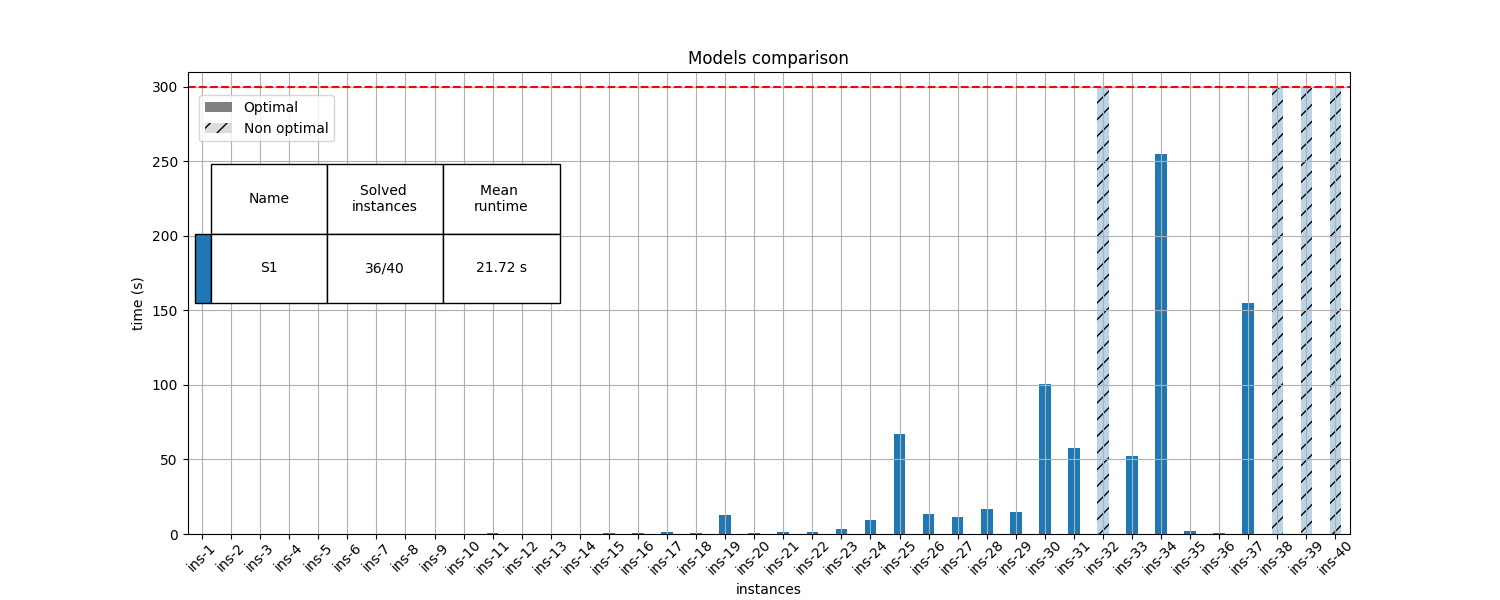 Models comparison
300
250
200
150
100
50
0
time (s)
Optimal
Non optimal
Name
Solved
instances
Mean
runtime
S1
36/40
21.72 s
ins-1
ins-2
ins-3
ins-4
ins-5
ins-6
ins-7
ins-8
ins-9
ins-10
ins-11
ins-12
ins-13
ins-14
ins-15
ins-16
ins-17
ins-18
ins-19
ins-20
ins-21
ins-22
ins-23
ins-24
ins-25
ins-26
ins-27
ins-28
ins-29
ins-30
ins-31
ins-32
ins-33
ins-34
ins-35
ins-36
ins-37
ins-38
ins-39
ins-40
instances